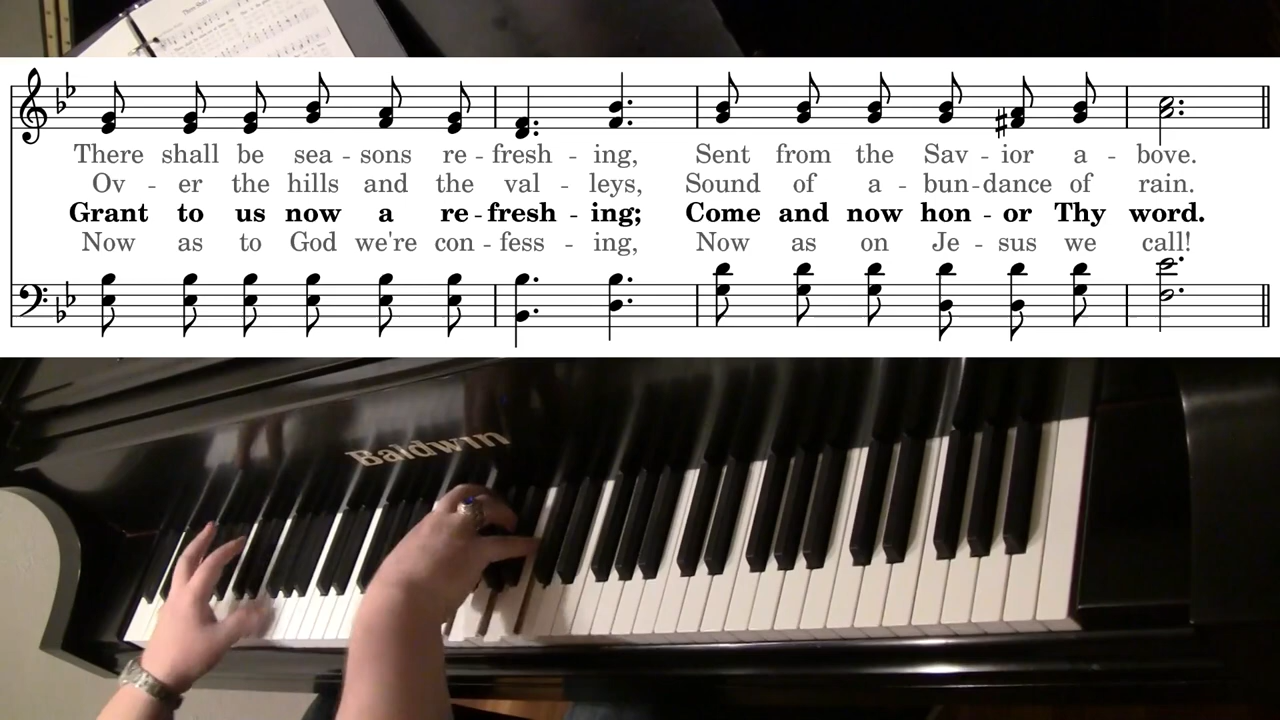 There shall be sea - sons re - fresh - ing, Sent from the Sav - ior a - bove.
Ov - er the hills and the val - leys, Sound of a - bun - dance of rain.
Grant to us now a re - fresh - ing; Come and now hon - or Thy word.
Now as to God we're con - fess - ing, Now as on Je - sus we call!
Baldwin